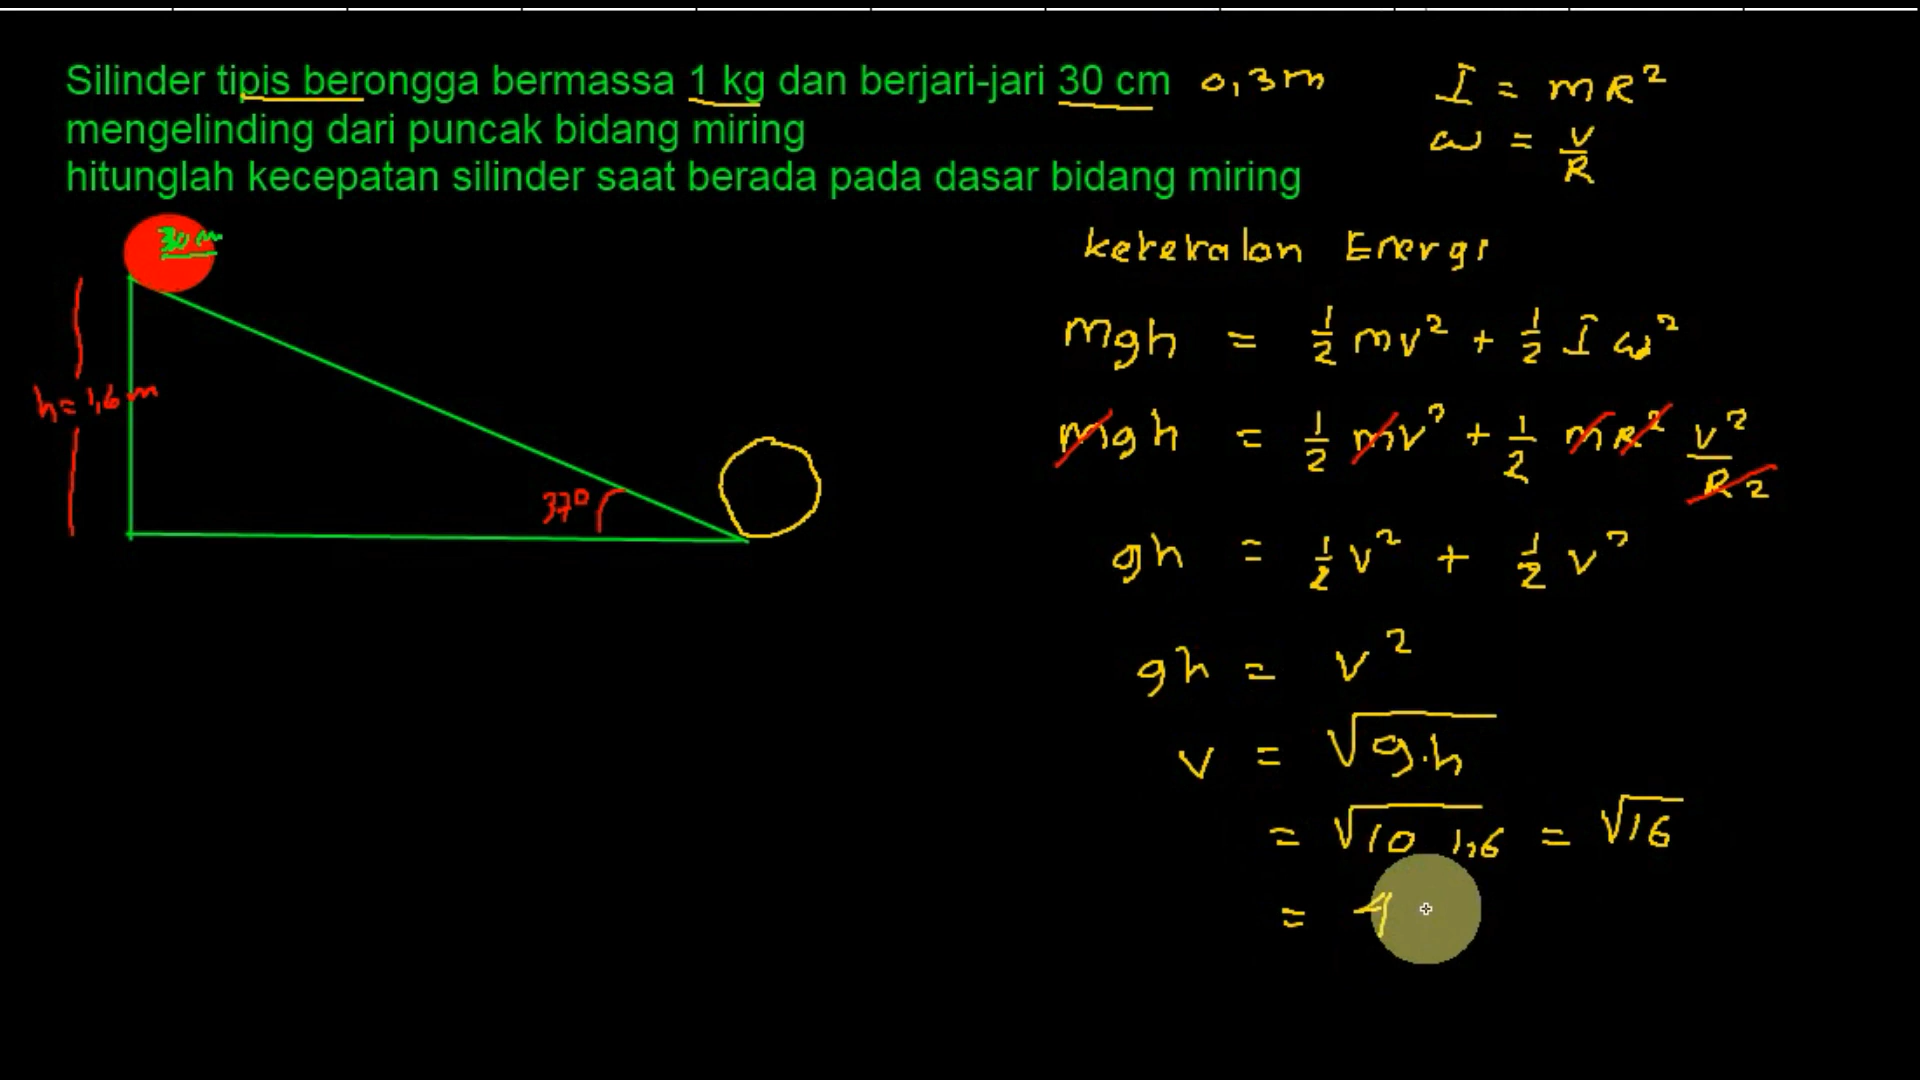 Silinder tipis berongga bermassa 1 kg dan berjari-jari 30 cm 0,3 m
mengelinding dari puncak bidang miring
hitunglah kecepatan silinder saat berada pada dasar bidang miring
I = mR²
ω = v/R
30 cm
h = 1,6 m
37°
kekekalan Energi
mgh = ½ mv² + ½ I ω²
mgh = ½ mv² + ½ mR² v²/R²
gh = ½ v² + ½ v²
gh = v²
v = √g.h
= √10 1,6 = √16
= 4